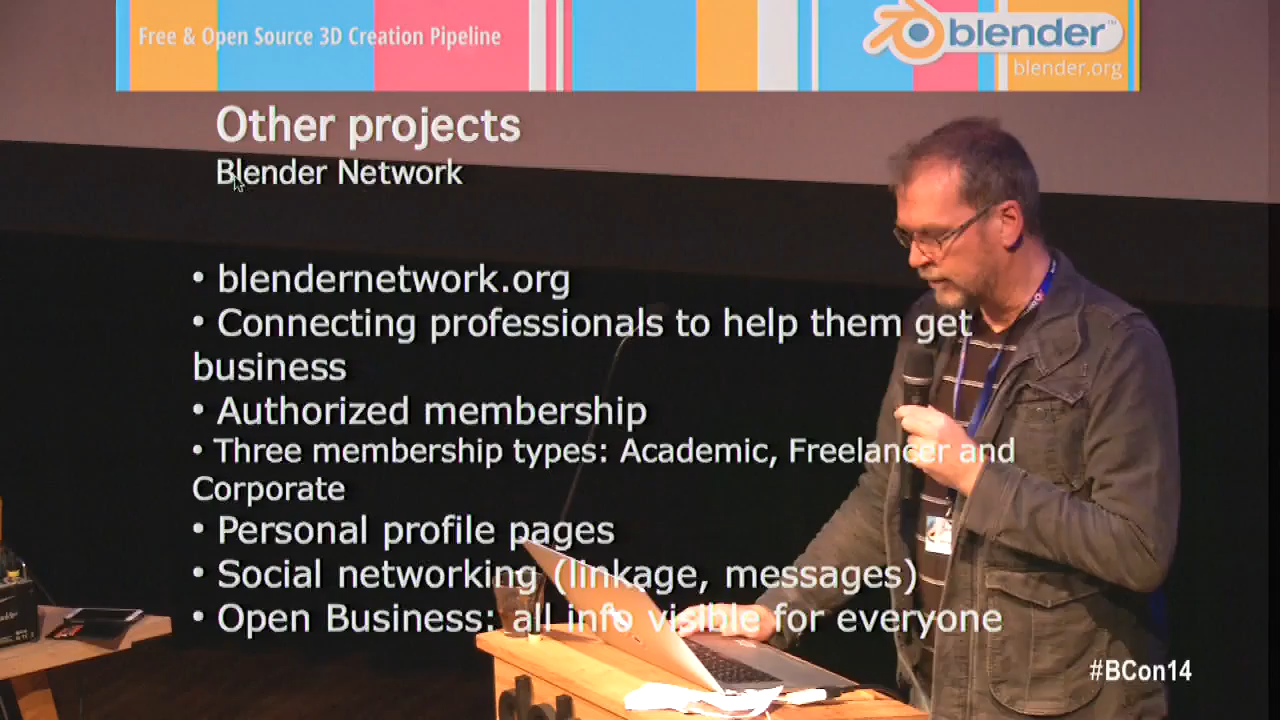 Free & Open Source 3D Creation Pipeline
blender™
blender.org
Other projects
Blender Network
• blendernetwork.org
• Connecting professionals to help them get
business
• Authorized membership
• Three membership types: Academic, Freelancer and
Corporate
• Personal profile pages
• Social networking (linkage, messages)
• Open Business: all info visible for everyone
#BCon14